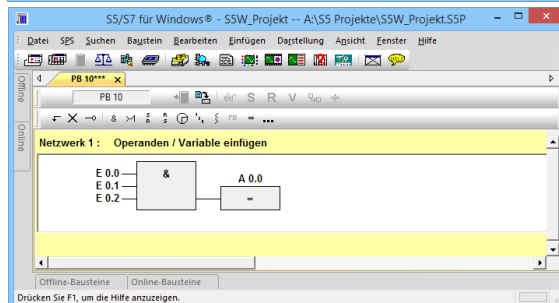 S5/S7 für Windows® - S5W_Projekt -- A:\S5 Projekte\S5W_Projekt.S5P
Datei SPS Suchen Baustein Bearbeiten Einfügen Darstellung Ansicht Fenster Hilfe
Offline
Online
PB 10*** x
PB 10
S R V
& >1 S R R S FB = ...
Netzwerk 1 : Operanden / Variable einfügen
E 0.0
E 0.1
E 0.2
&
A 0.0
=
Offline-Bausteine Online-Bausteine
Drücken Sie F1, um die Hilfe anzuzeigen.